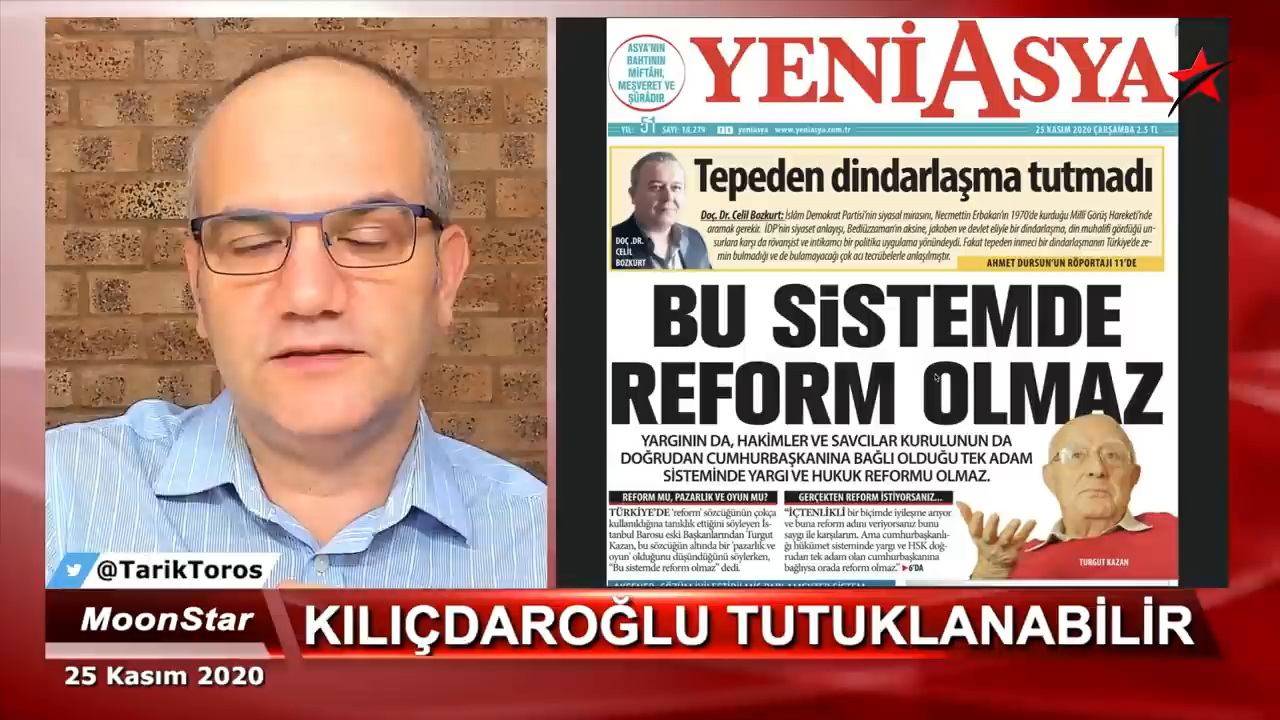 ASYA'NIN
BAHTININ
MİFTÂHI,
MEŞVERET VE
ŞÛRÂDIR
YENİASYA
YIL: 51 SAYI: 18.279 yeniasya www.yeniasya.com.tr 25 KASIM 2020 ÇARŞAMBA 2.5 TL
Tepeden dindarlaşma tutmadı
Doç. Dr. Celil Bozkurt: İslâm Demokrat Partisi'nin siyasal mirasını, Necmettin Erbakan'ın 1970'de kurduğu Millî Görüş Hareketi'nde
aramak gerekir. İDP'nin siyaset anlayışı, Bediüzzaman'ın aksine, jakoben ve devlet eliyle bir dindarlaşma, din muhalifi gördüğü un-
surlara karşı da rövanşist ve intikamcı bir politika uygulama yönündeydi. Fakat tepeden inmeci bir dindarlaşmanın Türkiye'de ze-
min bulmadığı ve de bulamayacağı çok acı tecrübelerle anlaşılmıştır.
DOÇ .DR.
CELİL
BOZKURT
AHMET DURSUN'UN RÖPORTAJI 11'DE
BU SİSTEMDE
REFORM OLMAZ
YARGININ DA, HAKİMLER VE SAVCILAR KURULUNUN DA
DOĞRUDAN CUMHURBAŞKANINA BAĞLI OLDUĞU TEK ADAM
SİSTEMİNDE YARGI VE HUKUK REFORMU OLMAZ.
REFORM MU, PAZARLIK VE OYUN MU?
TÜRKİYE'DE 'reform' sözcüğünün çokça
kullanıldığına tanıklık ettiğini söyleyen İs-
tanbul Barosu eski Başkanlarından Turgut
Kazan, bu sözcüğün altında bir 'pazarlık ve
oyun' olduğunu düşündüğünü söylerken,
"Bu sistemde reform olmaz" dedi.
GERÇEKTEN REFORM İSTİYORSANIZ...
"İÇTENLİKLİ bir biçimde iyileşme arıyor
ve buna reform adını veriyorsanız bunu
saygı ile karşılarım. Ama cumhurbaşkanlı-
ğı hükümet sisteminde yargı ve HSK doğ-
rudan tek adam olan cumhurbaşkanına
bağlıysa orada reform olmaz." 6'DA
TURGUT KAZAN
@TarikToros
MoonStar
KILIÇDAROĞLU TUTUKLANABİLİR
25 Kasım 2020